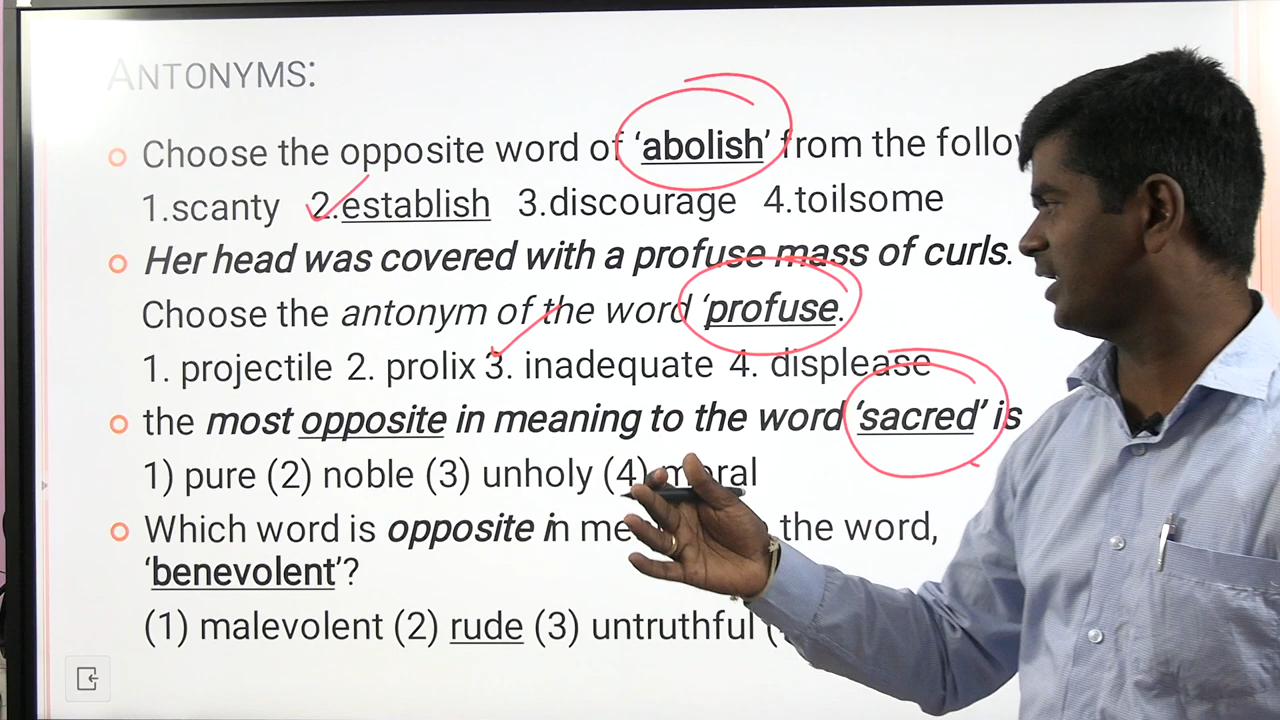 ANTONYMS:
Choose the opposite word of ‘abolish’ from the
1.scanty 2.establish 3.discourage 4.toilsome
Her head was covered with a profuse mass of curls.
Choose the antonym of the word ‘profuse.
1. projectile 2. prolix 3. inadequate 4. displease
the most opposite in meaning to the word ‘sacred’ is
1) pure (2) noble (3) unholy (4) moral
Which word is opposite in the word,
‘benevolent’?
(1) malevolent (2) rude (3) untruthful